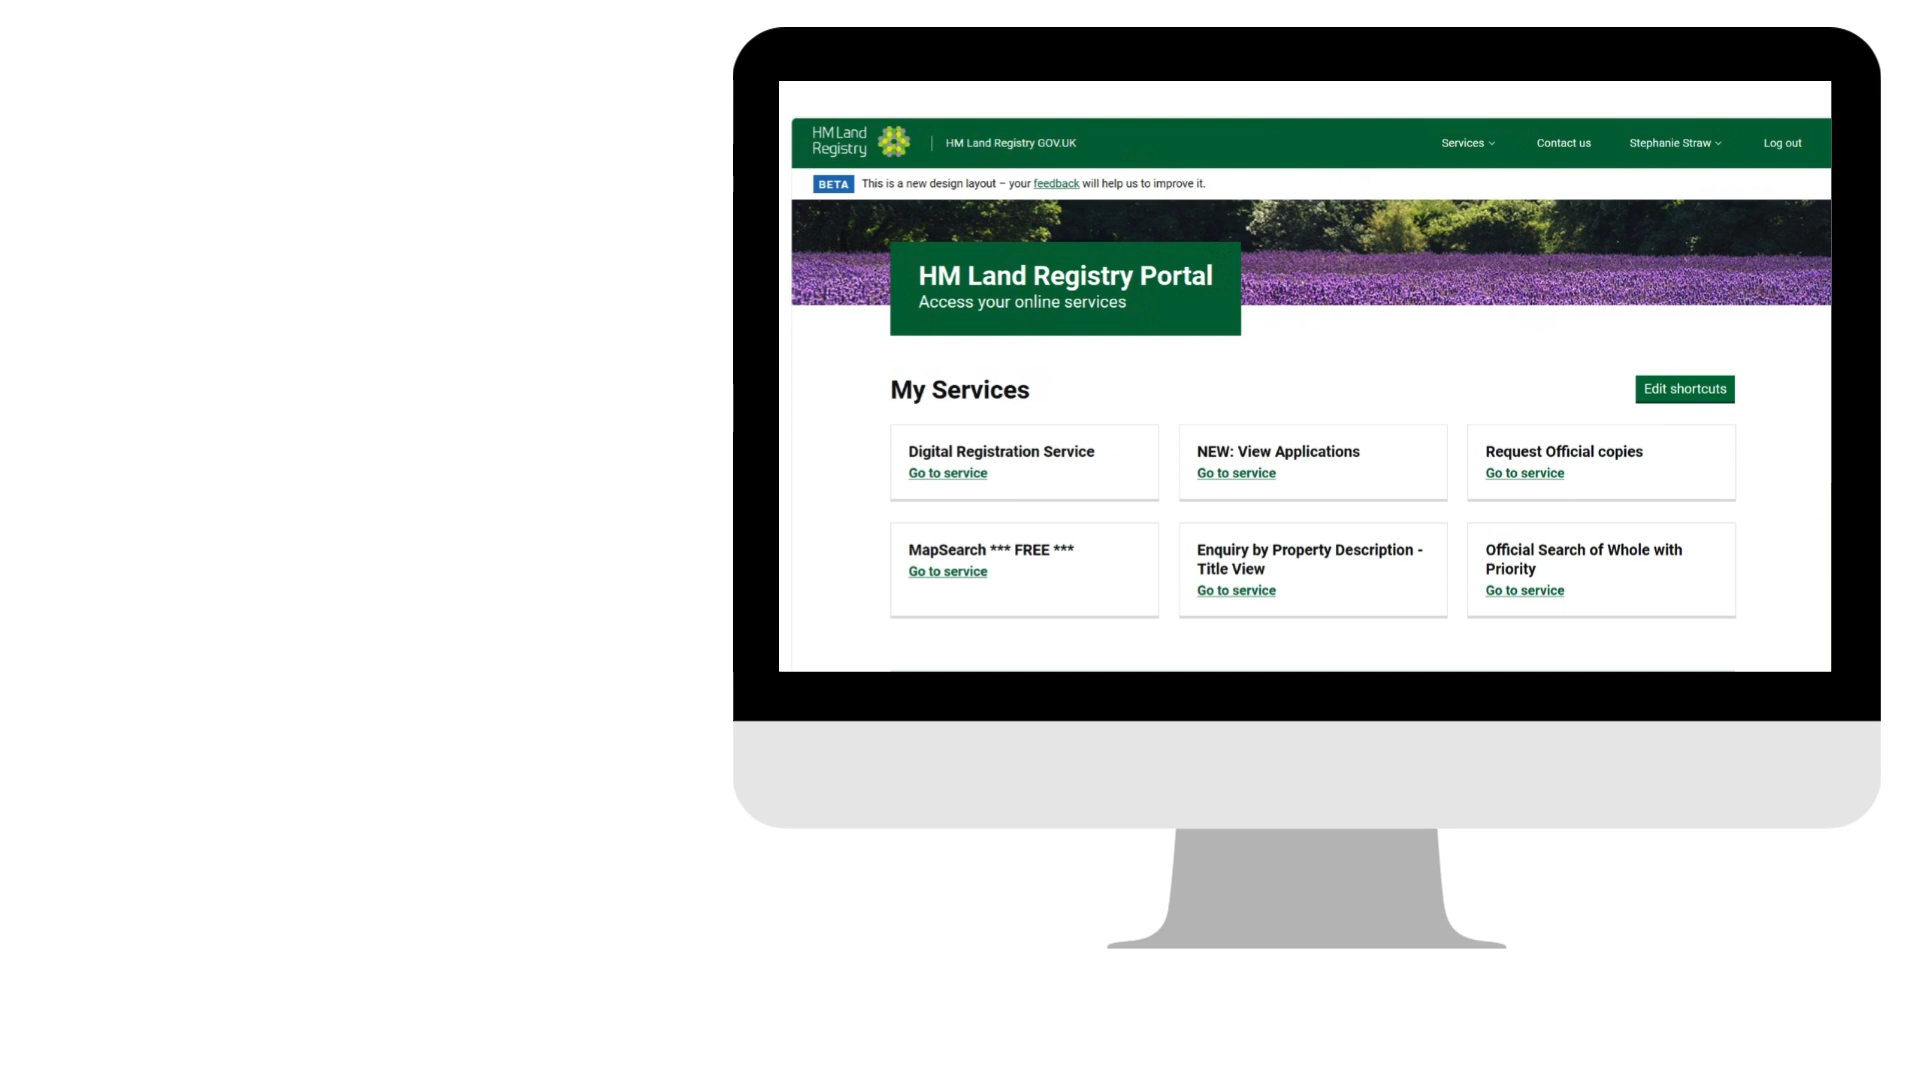 HM Land
Registry
HM Land Registry GOV.UK
Services
Contact us
Stephanie Straw
Log out
BETA
This is a new design layout – your feedback will help us to improve it.
HM Land Registry Portal
Access your online services
My Services
Edit shortcuts
Digital Registration Service
Go to service
NEW: View Applications
Go to service
Request Official copies
Go to service
MapSearch *** FREE ***
Go to service
Enquiry by Property Description -
Title View
Go to service
Official Search of Whole with
Priority
Go to service